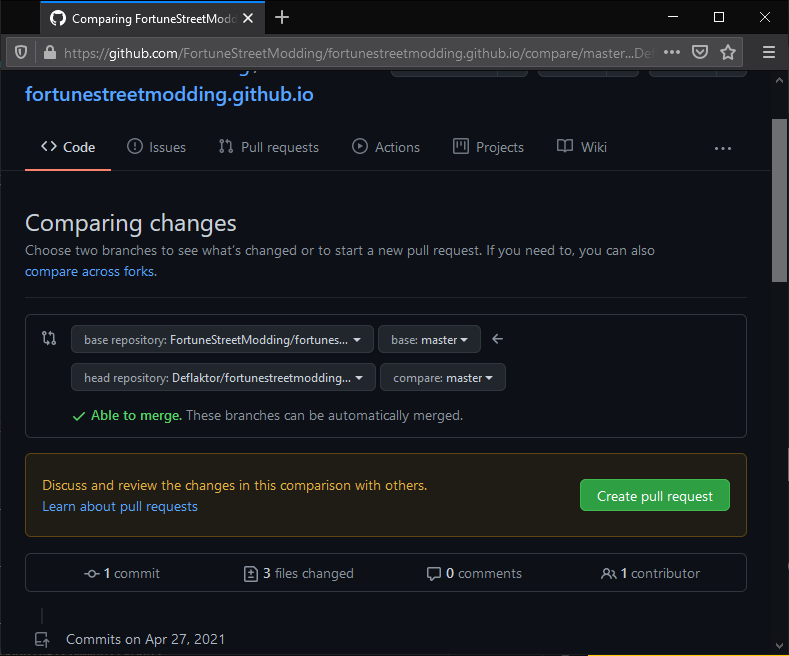 Comparing FortuneStreetModd
https://github.com/FortuneStreetModding/fortunestreetmodding.github.io/compare/master...Def
fortunestreetmodding.github.io
Code
Issues
Pull requests
Actions
Projects
Wiki
Comparing changes
Choose two branches to see what's changed or to start a new pull request. If you need to, you can also
compare across forks.
base repository: FortuneStreetModding/fortunes...
base: master
head repository: Deflaktor/fortunestreetmodding...
compare: master
Able to merge. These branches can be automatically merged.
Discuss and review the changes in this comparison with others.
Learn about pull requests
Create pull request
1 commit
3 files changed
0 comments
1 contributor
Commits on Apr 27, 2021